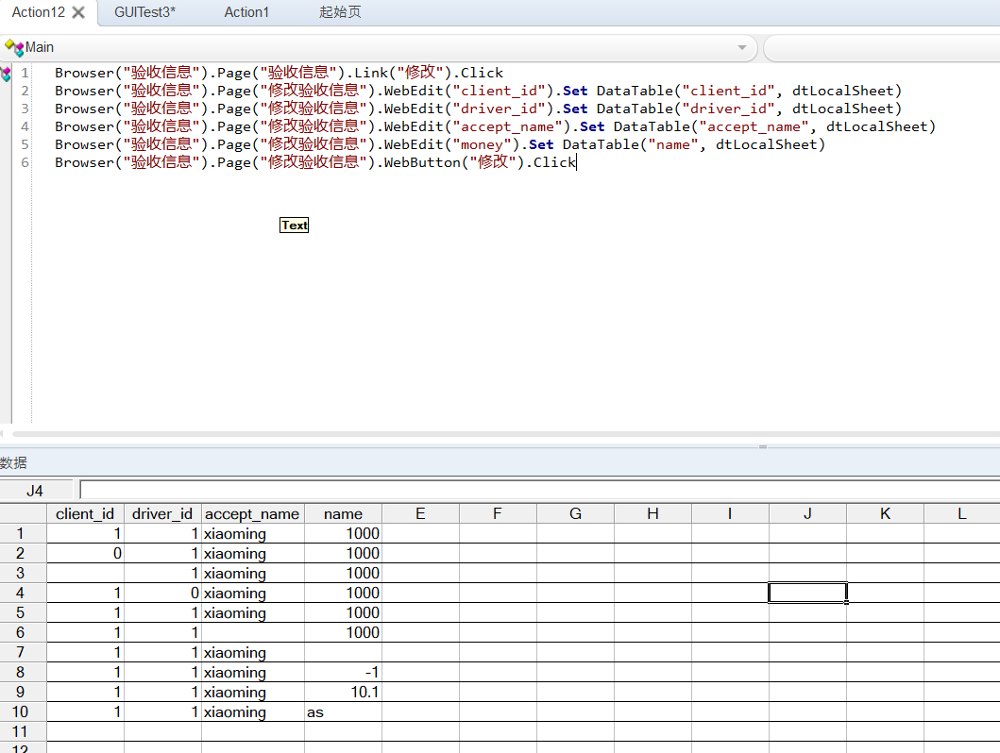 Action12 GUITest3* Action1 起始页
Main
1 Browser("验收信息").Page("验收信息").Link("修改").Click
2 Browser("验收信息").Page("修改验收信息").WebEdit("client_id").Set DataTable("client_id", dtLocalSheet)
3 Browser("验收信息").Page("修改验收信息").WebEdit("driver_id").Set DataTable("driver_id", dtLocalSheet)
4 Browser("验收信息").Page("修改验收信息").WebEdit("accept_name").Set DataTable("accept_name", dtLocalSheet)
5 Browser("验收信息").Page("修改验收信息").WebEdit("money").Set DataTable("name", dtLocalSheet)
6 Browser("验收信息").Page("修改验收信息").WebButton("修改").Click
Text
数据
J4
client_id driver_id accept_name name E F G H I J K L
1 1 1 xiaoming 1000
2 0 1 xiaoming 1000
3 1 xiaoming 1000
4 1 0 xiaoming 1000
5 1 1 xiaoming 1000
6 1 1 1000
7 1 1 xiaoming
8 1 1 xiaoming -1
9 1 1 xiaoming 10.1
10 1 1 xiaoming as
11
12